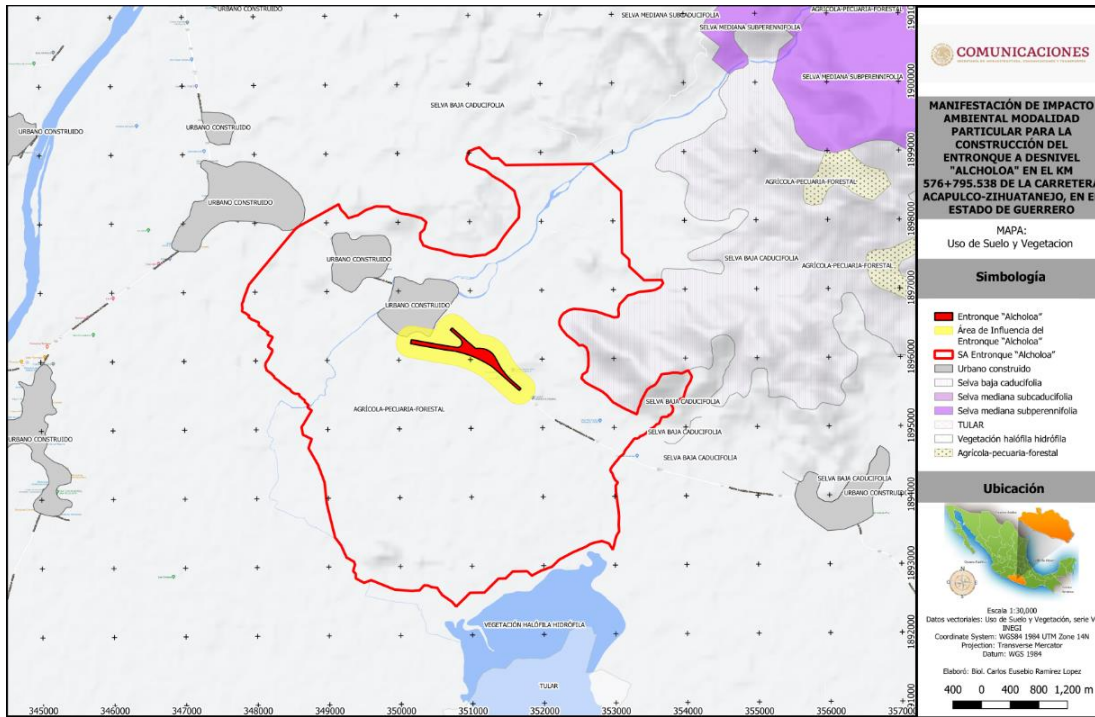 SELVA MEDIANA SUBCADUCIFOLIA
AGRÍCOLA-PECUARIA-FORESTAL
SELVA MEDIANA SUBPERENNIFOLIA
URBANO CONSTRUIDO
SELVA MEDIANA SUBPERENNIFOLIA
SELVA BAJA CADUCIFOLIA
URBANO CONSTRUIDO
URBANO CONSTRUIDO
AGRÍCOLA-PECUARIA-FORESTAL
URBANO CONSTRUIDO
SELVA BAJA CADUCIFOLIA
AGRÍCOLA-PECUARIA-FORESTAL
URBANO CONSTRUIDO
URBANO CONSTRUIDO
AGRÍCOLA-PECUARIA-FORESTAL
SELVA BAJA CADUCIFOLIA
SELVA BAJA CADUCIFOLIA
URBANO CONSTRUIDO
SELVA BAJA CADUCIFOLIA
URBANO CONSTRUIDO
VEGETACIÓN HALÓFILA HIDRÓFILA
TULAR
1900000
1899000
1898000
1897000
1896000
1895000
1894000
1893000
1892000
345000 346000 347000 348000 349000 350000 351000 352000 353000 354000 355000 356000
COMUNICACIONES
MANIFESTACIÓN DE IMPACTO
AMBIENTAL MODALIDAD
PARTICULAR PARA LA
CONSTRUCCIÓN DEL
ENTRONQUE A DESNIVEL
"ALCHOLOA" EN EL KM
576+795.538 DE LA CARRETERA
ACAPULCO-ZIHUATANEJO, EN E
ESTADO DE GUERRERO
MAPA:
Uso de Suelo y Vegetacion
Simbología
Entronque "Alcholoa"
Área de Influencia del
Entronque "Alcholoa"
SA Entronque "Alcholoa"
Urbano construido
Selva baja caducifolia
Selva mediana subcaducifolia
Selva mediana subperennifolia
TULAR
Vegetación halófila hidrófila
Agrícola-pecuaria-forestal
Ubicación
Escala 1:30,000
Datos vectoriales: Uso de Suelo y Vegetación, serie V
INEGI
Coordinate System: WGS84 1984 UTM Zone 14N
Projection: Transverse Mercator
Datum: WGS 1984
Elaboró: Biol. Carlos Eusebio Ramirez Lopez
400 0 400 800 1,200 m